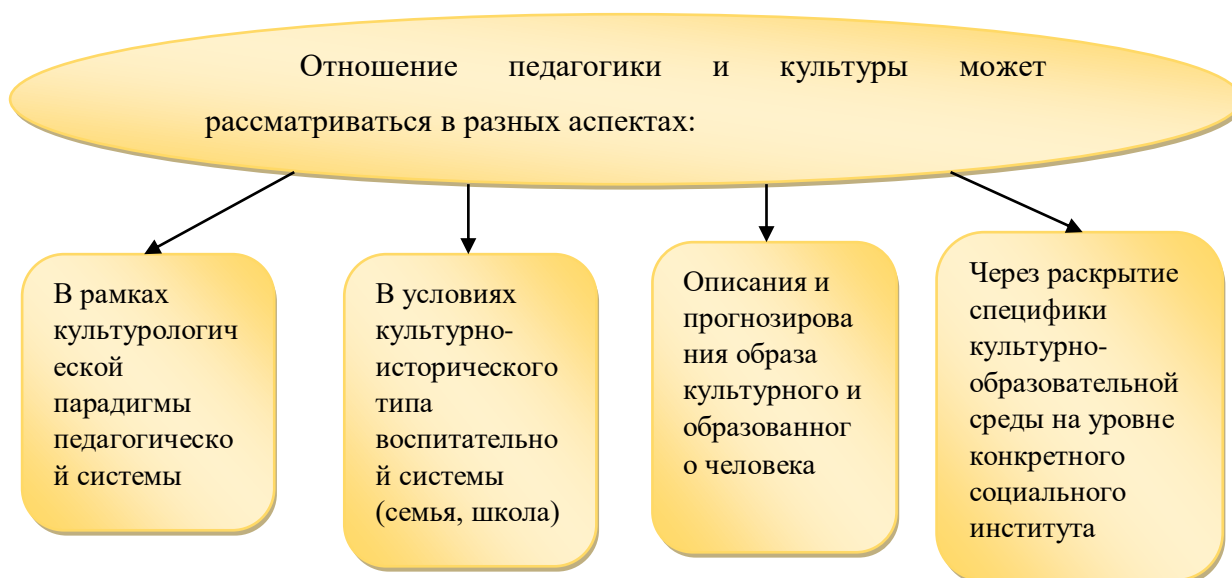 Отношение педагогики и культуры может
рассматриваться в разных аспектах:
В рамках
культурологич
еской
парадигмы
педагогическо
й системы
В условиях
культурно-
исторического
типа
воспитательно
й системы
(семья, школа)
Описания и
прогнозирова
ния образа
культурного и
образованног
о человека
Через раскрытие
специфики
культурно-
образовательной
среды на уровне
конкретного
социального
института